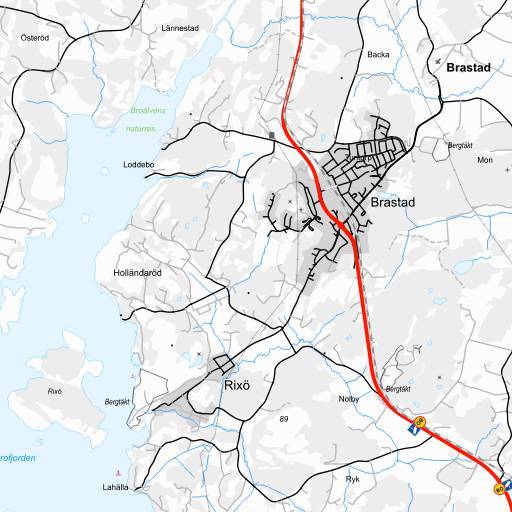 Lännestad
Österöd
Backa
Brastad
Broälvens
naturres.
Bergtäkt
Mon
Loddebo
Brastad
Holländaröd
Rixö
Rixö
Bergtäkt
Bergtäkt
Nolby
89
rofjorden
Ryk
Lahälla
80